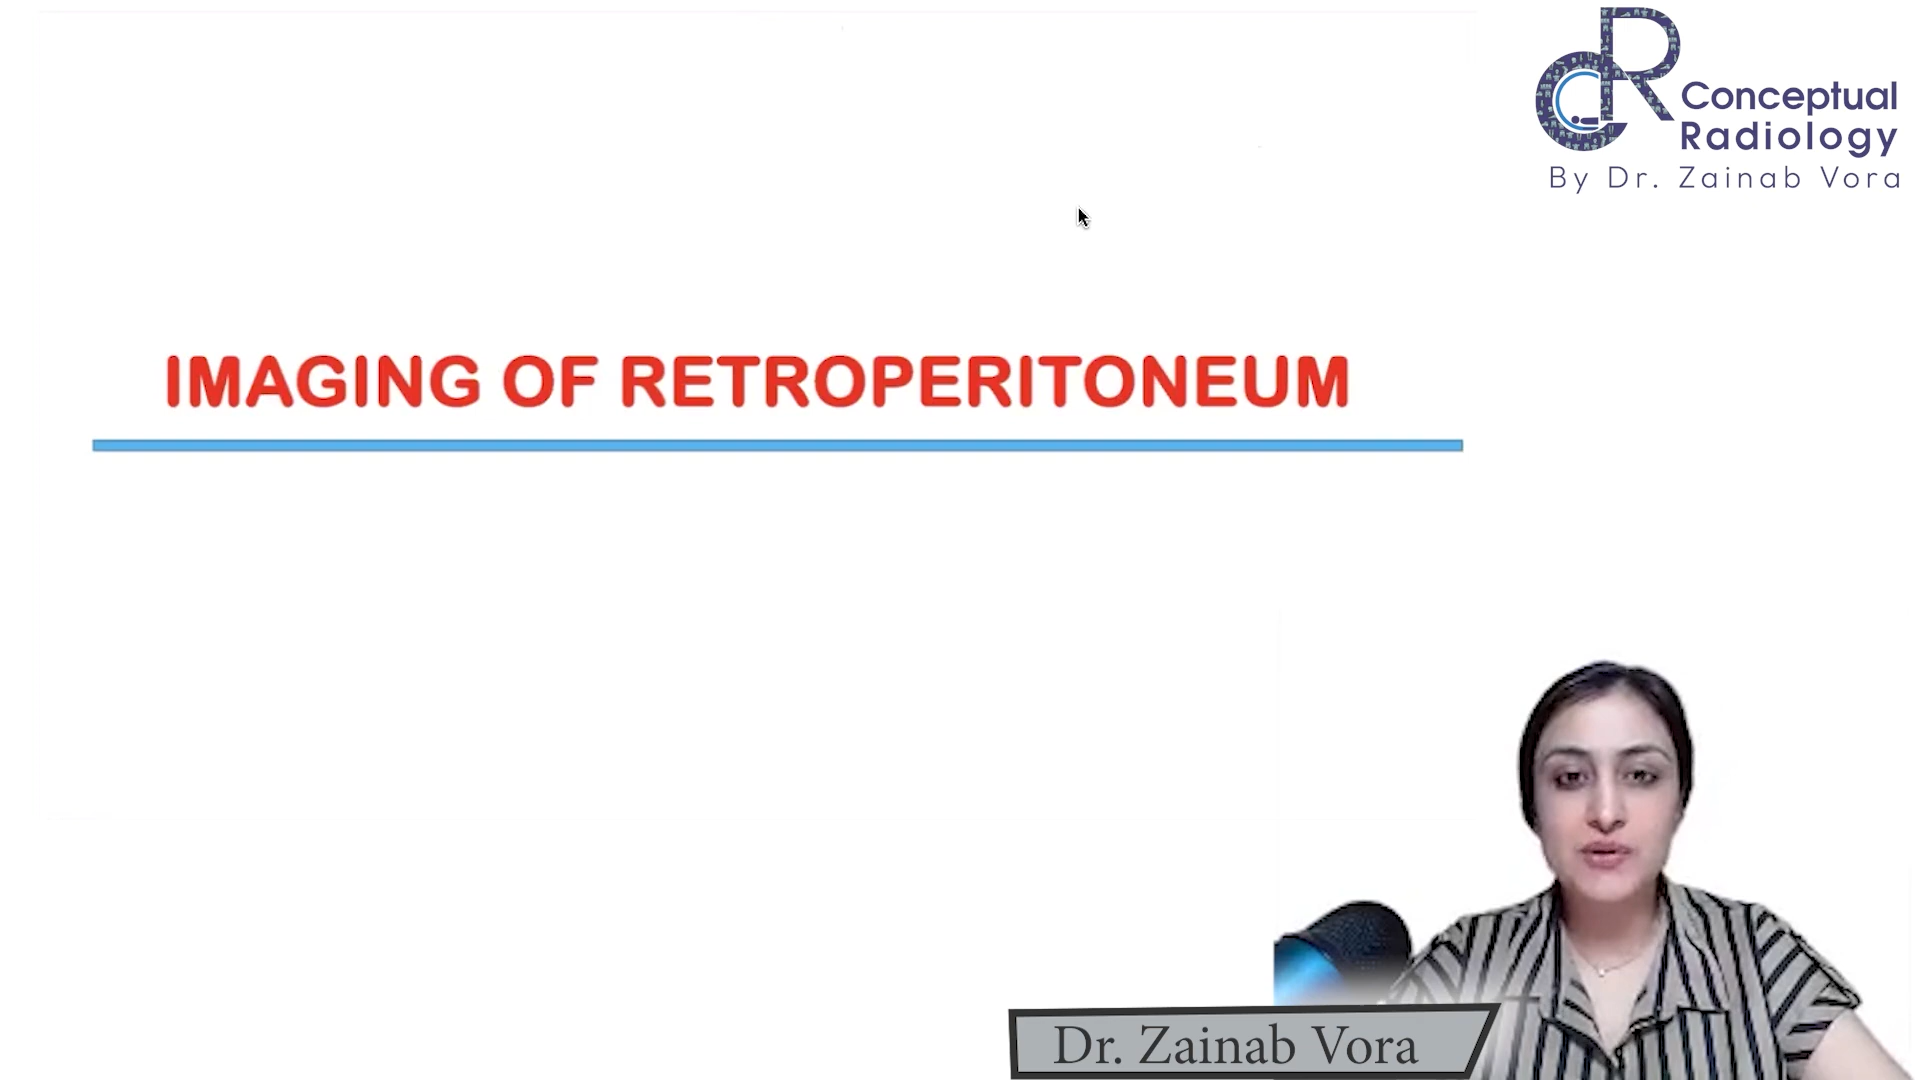 Conceptual
Radiology
By Dr. Zainab Vora
IMAGING OF RETROPERITONEUM
Dr. Zainab Vora